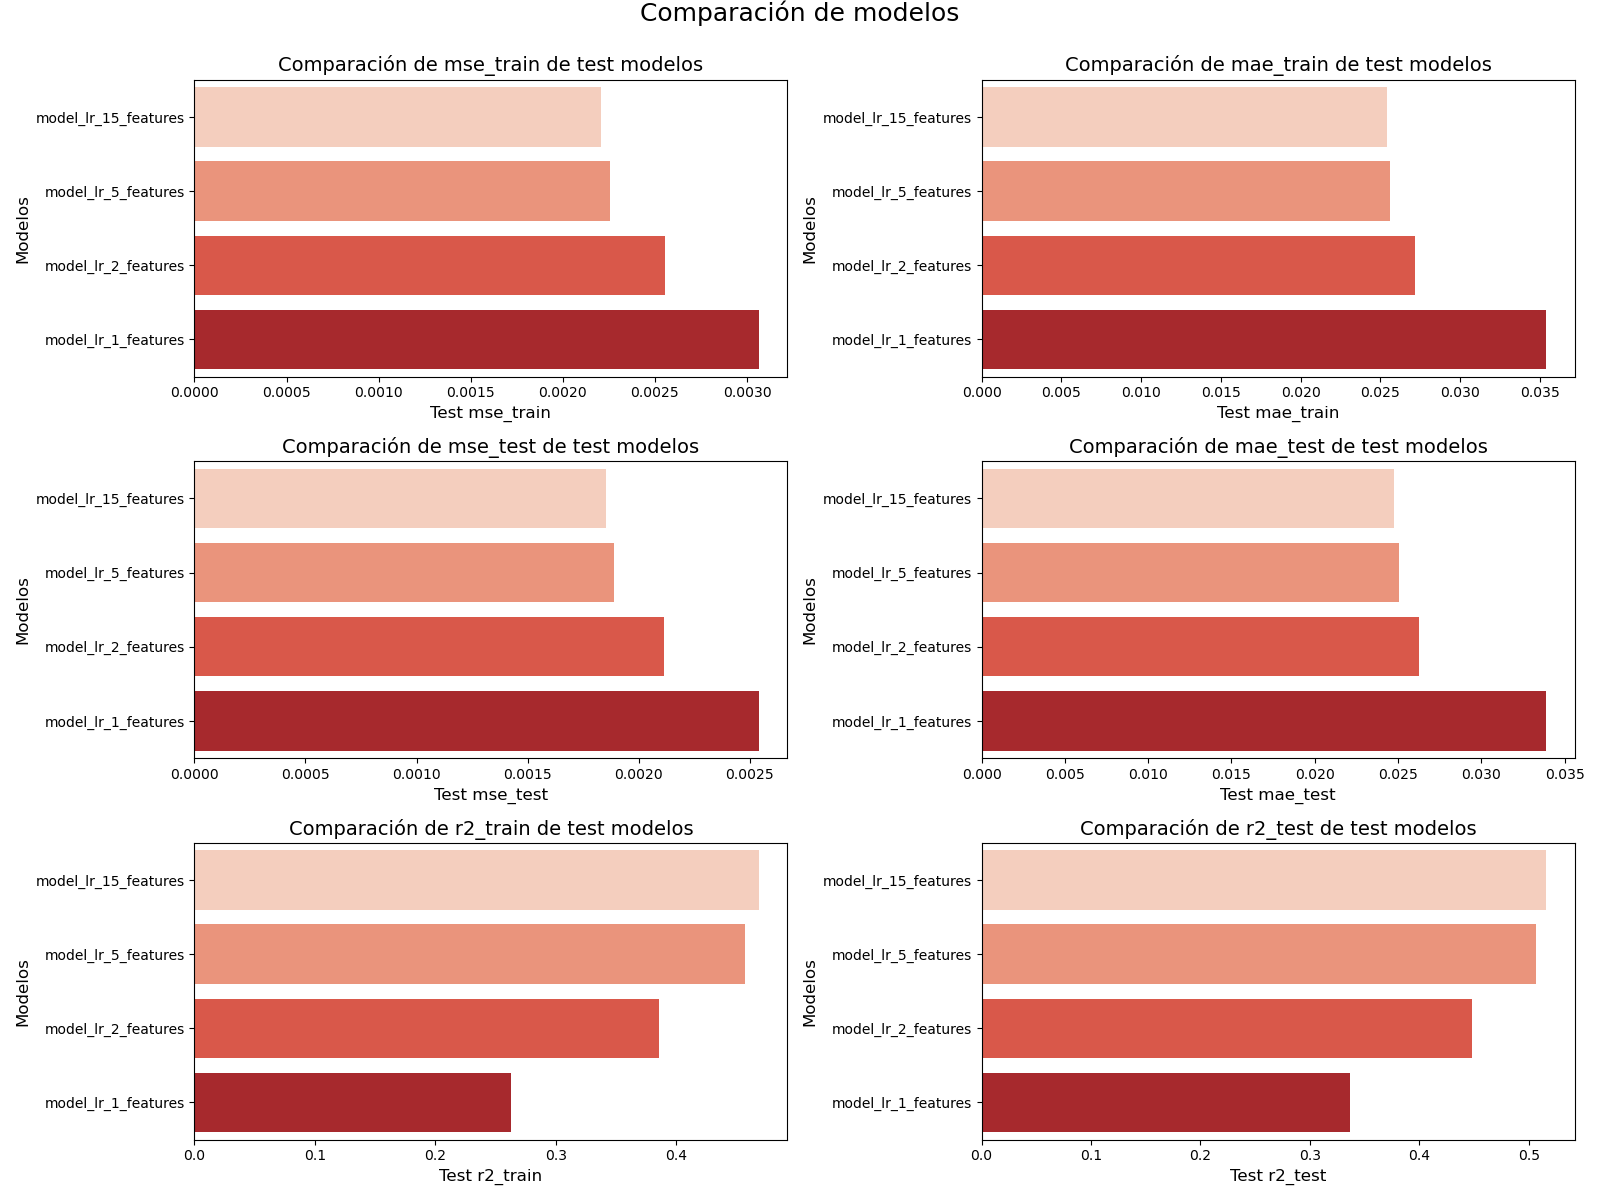 Comparación de modelos
Comparación de mse_train de test modelos
Modelos
model_lr_15_features
model_lr_5_features
model_lr_2_features
model_lr_1_features
0.0000 0.0005 0.0010 0.0015 0.0020 0.0025 0.0030
Test mse_train
Comparación de mae_train de test modelos
Modelos
model_lr_15_features
model_lr_5_features
model_lr_2_features
model_lr_1_features
0.000 0.005 0.010 0.015 0.020 0.025 0.030 0.035
Test mae_train
Comparación de mse_test de test modelos
Modelos
model_lr_15_features
model_lr_5_features
model_lr_2_features
model_lr_1_features
0.0000 0.0005 0.0010 0.0015 0.0020 0.0025
Test mse_test
Comparación de mae_test de test modelos
Modelos
model_lr_15_features
model_lr_5_features
model_lr_2_features
model_lr_1_features
0.000 0.005 0.010 0.015 0.020 0.025 0.030 0.035
Test mae_test
Comparación de r2_train de test modelos
Modelos
model_lr_15_features
model_lr_5_features
model_lr_2_features
model_lr_1_features
0.0 0.1 0.2 0.3 0.4
Test r2_train
Comparación de r2_test de test modelos
Modelos
model_lr_15_features
model_lr_5_features
model_lr_2_features
model_lr_1_features
0.0 0.1 0.2 0.3 0.4 0.5
Test r2_test